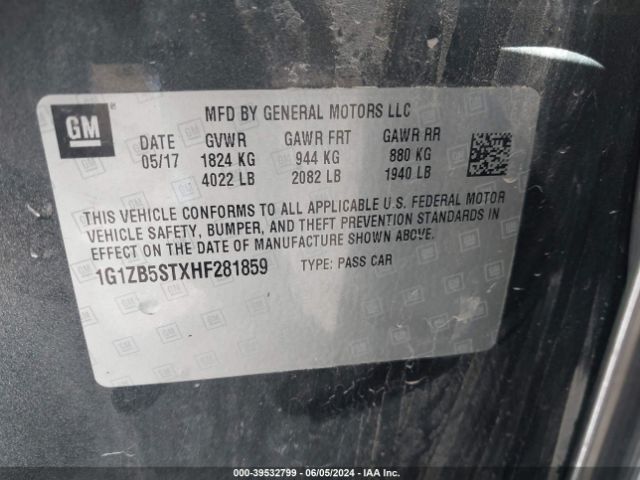 GM
MFD BY GENERAL MOTORS LLC
DATE GVWR GAWR FRT GAWR RR
05/17 1824 KG 944 KG 880 KG
4022 LB 2082 LB 1940 LB
THIS VEHICLE CONFORMS TO ALL APPLICABLE U.S. FEDERAL MOTOR
VEHICLE SAFETY, BUMPER, AND THEFT PREVENTION STANDARDS IN
EFFECT ON THE DATE OF MANUFACTURE SHOWN ABOVE.
1G1ZB5STXHF281859 TYPE: PASS CAR
000-39532799 - 06/05/2024 - IAA Inc.